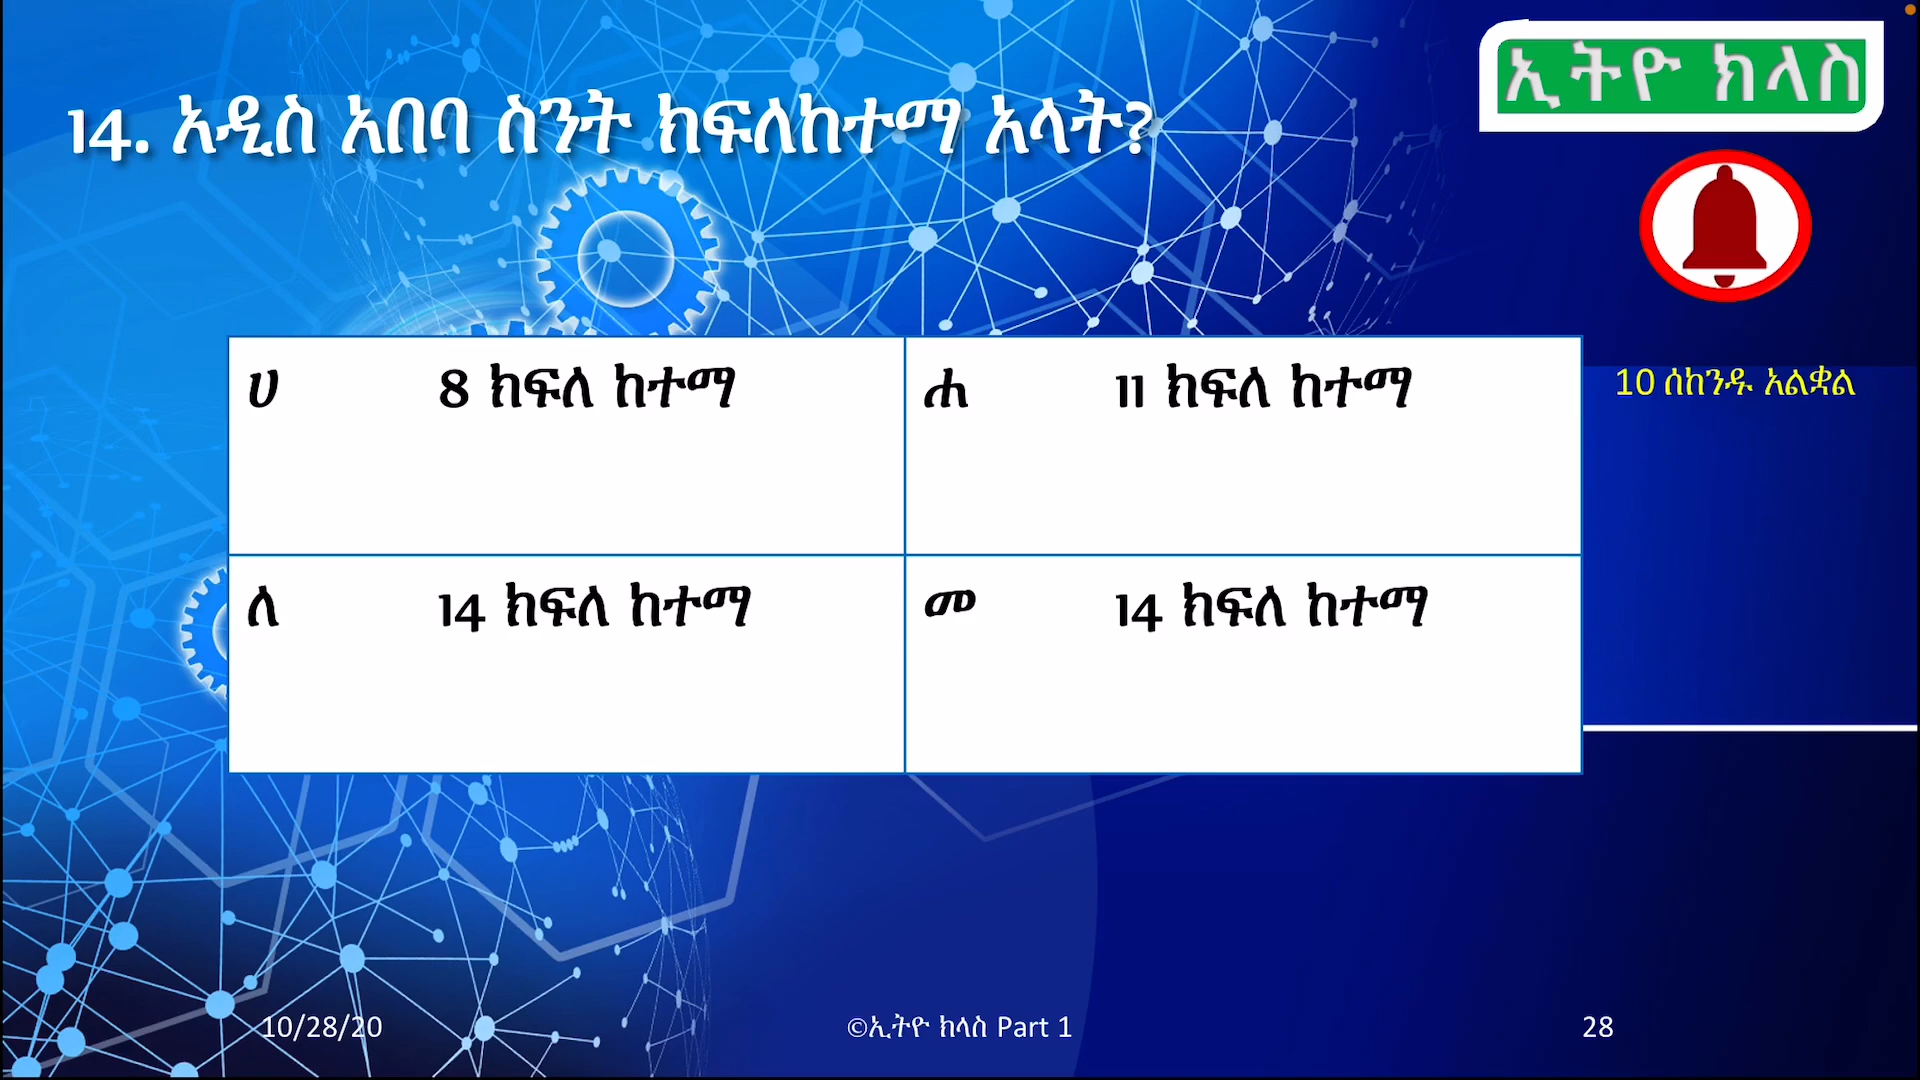 ኢትዮ ክላስ
14. አዲስ አበባ ስንት ክፍለከተማ አላት?
ሀ 8 ክፍለ ከተማ
ሐ 11 ክፍለ ከተማ
10 ሰከንዱ አልቋል
ለ 14 ክፍለ ከተማ
መ 14 ክፍለ ከተማ
10/28/20
©ኢትዮ ክላስ Part 1
28